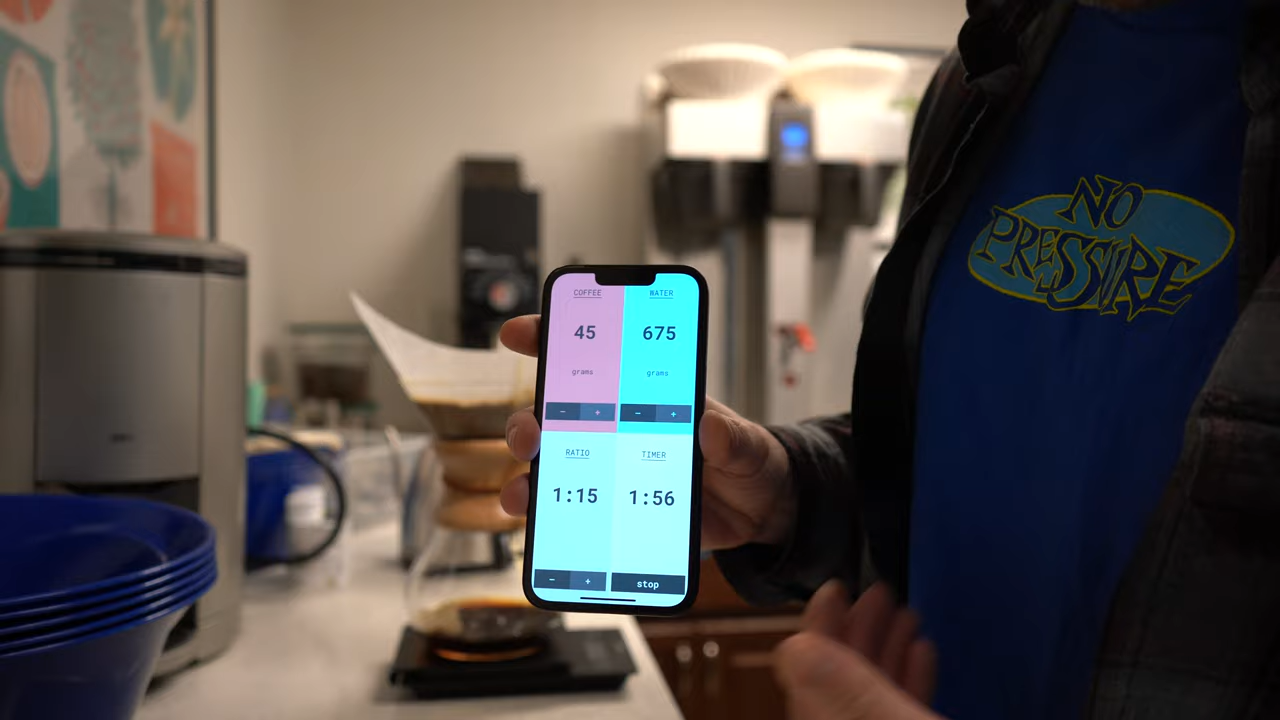 COFFEE
45
grams
- +
WATER
675
grams
- +
RATIO
1:15
- +
TIMER
1:56
stop
NO
PRESSURE